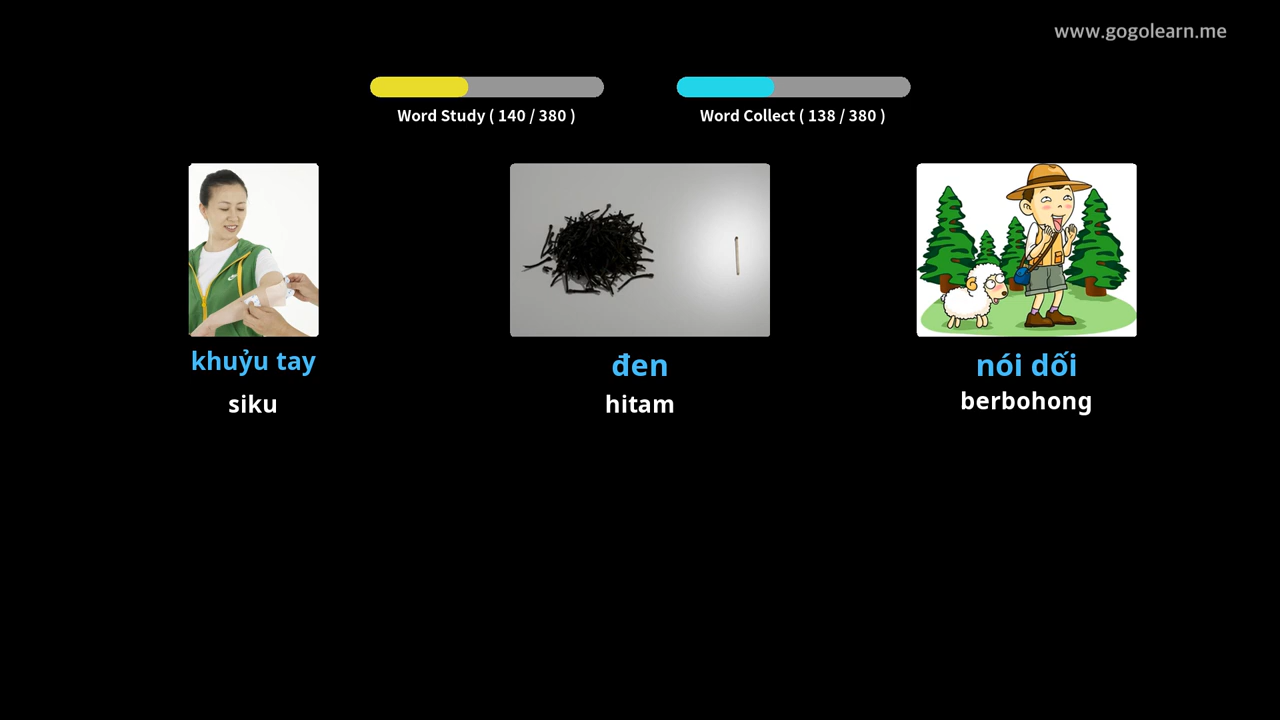 www.gogolearn.me
Word Study ( 140 / 380 )
Word Collect ( 138 / 380 )
khuỷu tay
siku
đen
hitam
nói dối
berbohong